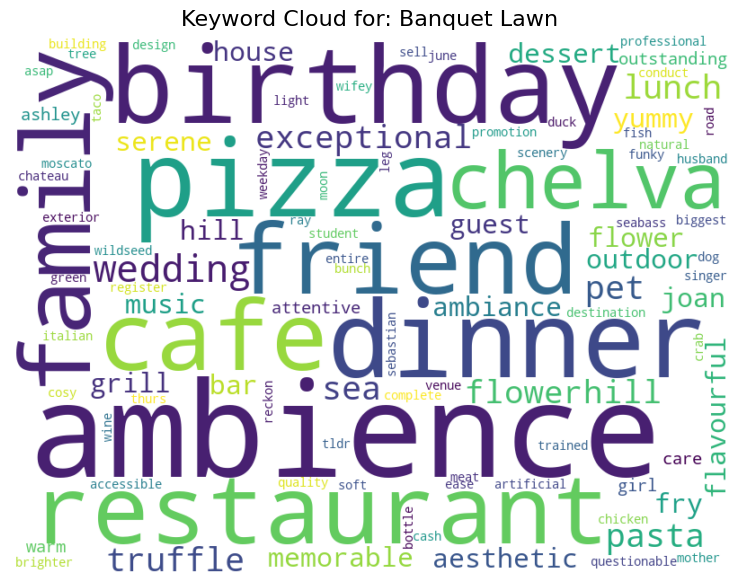 Keyword Cloud for: Banquet Lawn
building
design
house
sell
june
dessert
professional
outstanding
tree
asap
birthday
wifey
light
conduct
lunch
ashley
taco
family
serene
exceptional
promotion
duck
yummy
road
fish
natural
moscato
chateau
weekday
pizza
moon
leg
chelva
scenery
funky
husband
exterior
hill
ray
student
friend
guest
seabass
biggest
flower
wildseed
green
wedding
entire
bunch
outdoor
dog
singer
register
music
attentive
ambiance
destination
pet
joan
italian
cafe
sebastian
dinner
crab
flavourful
cosy
thurs
grill
bar
reckon
sea
complete
venue
flowerhill
wine
ambience
tldr
trained
care
accessible
quality
soft
meat
ease
artificial
girl
fry
restaurant
bottle
cash
chicken
pasta
warm
brighter
truffle
memorable
aesthetic
questionable
mother